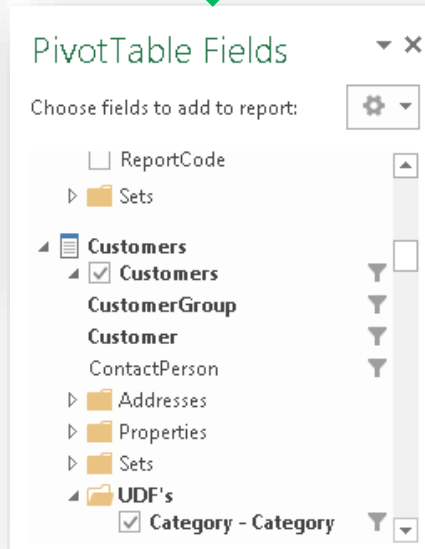 PivotTable Fields
Choose fields to add to report:
ReportCode
Sets
Customers
Customers
CustomerGroup
Customer
ContactPerson
Addresses
Properties
Sets
UDF's
Category - Category